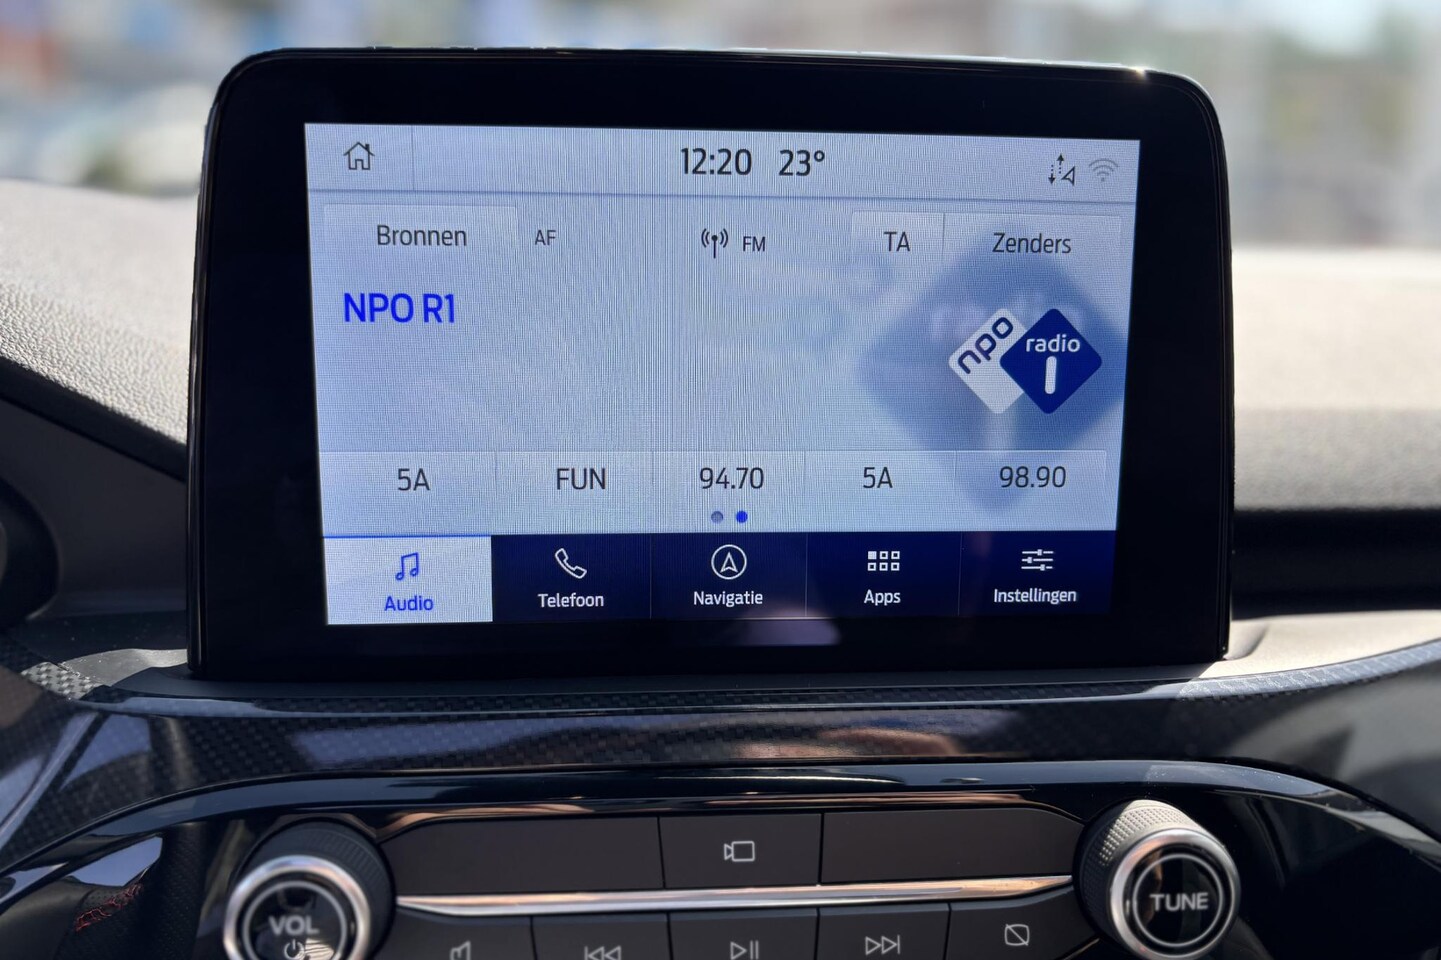 12:20 23°
Bronnen AF FM TA Zenders
NPO R1
npo radio 1
5A FUN 94.70 5A 98.90
Audio Telefoon Navigatie Apps Instellingen
VOL TUNE